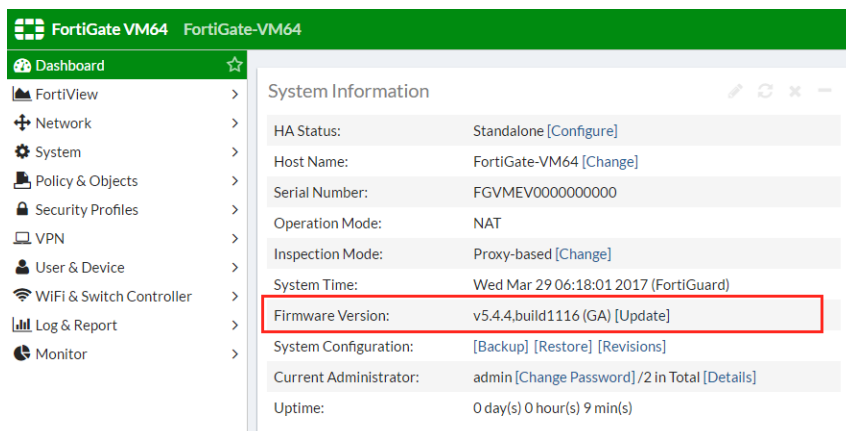 FortiGate VM64 FortiGate-VM64
Dashboard
FortiView
Network
System
Policy & Objects
Security Profiles
VPN
User & Device
WiFi & Switch Controller
Log & Report
Monitor
System Information
HA Status: Standalone [Configure]
Host Name: FortiGate-VM64 [Change]
Serial Number: FGVMEV0000000000
Operation Mode: NAT
Inspection Mode: Proxy-based [Change]
System Time: Wed Mar 29 06:18:01 2017 (FortiGuard)
Firmware Version: v5.4.4,build1116 (GA) [Update]
System Configuration: [Backup] [Restore] [Revisions]
Current Administrator: admin [Change Password] /2 in Total [Details]
Uptime: 0 day(s) 0 hour(s) 9 min(s)